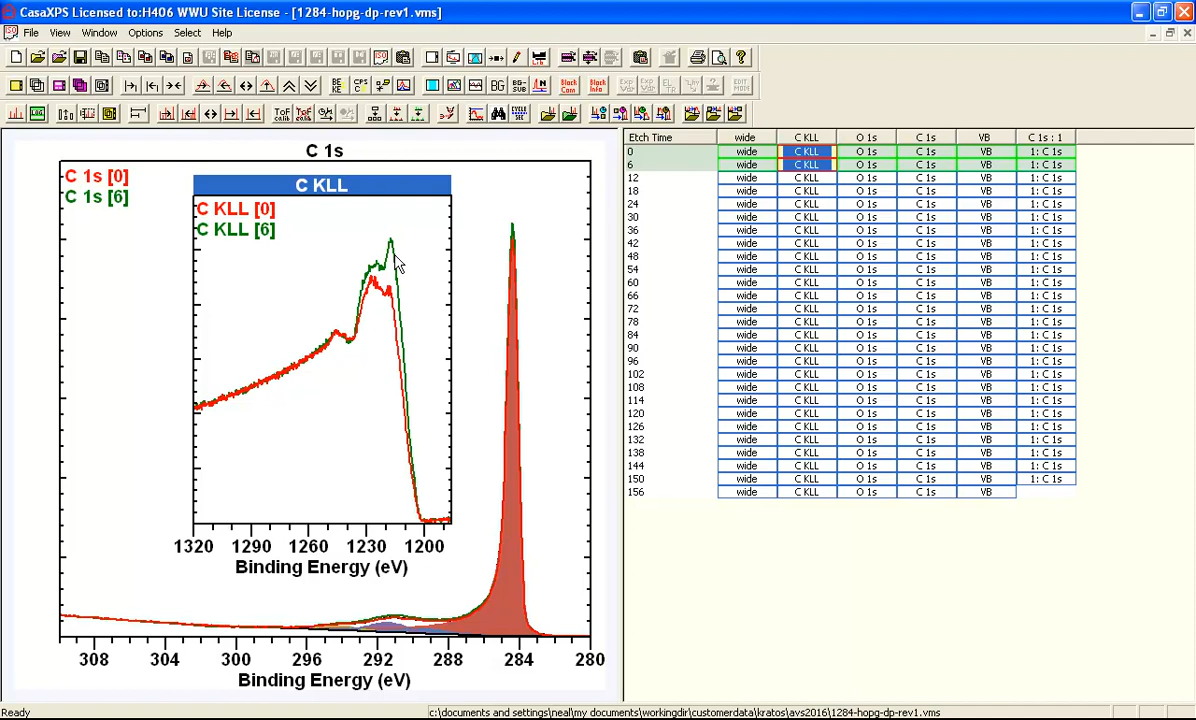 CasaXPS Licensed to:H406 WWU Site License - [1284-hopg-dp-rev1.vms]
File View Window Options Select Help
C 1s
C 1s [0]
C 1s [6]
C KLL
C KLL [0]
C KLL [6]
1320 1290 1260 1230 1200
Binding Energy (eV)
308 304 300 296 292 288 284 280
Binding Energy (eV)
Etch Time wide C KLL O 1s C 1s VB C 1s : 1
0 wide C KLL O 1s C 1s VB 1: C 1s
6 wide C KLL O 1s C 1s VB 1: C 1s
12 wide C KLL O 1s C 1s VB 1: C 1s
18 wide C KLL O 1s C 1s VB 1: C 1s
24 wide C KLL O 1s C 1s VB 1: C 1s
30 wide C KLL O 1s C 1s VB 1: C 1s
36 wide C KLL O 1s C 1s VB 1: C 1s
42 wide C KLL O 1s C 1s VB 1: C 1s
48 wide C KLL O 1s C 1s VB 1: C 1s
54 wide C KLL O 1s C 1s VB 1: C 1s
60 wide C KLL O 1s C 1s VB 1: C 1s
66 wide C KLL O 1s C 1s VB 1: C 1s
72 wide C KLL O 1s C 1s VB 1: C 1s
78 wide C KLL O 1s C 1s VB 1: C 1s
84 wide C KLL O 1s C 1s VB 1: C 1s
90 wide C KLL O 1s C 1s VB 1: C 1s
96 wide C KLL O 1s C 1s VB 1: C 1s
102 wide C KLL O 1s C 1s VB 1: C 1s
108 wide C KLL O 1s C 1s VB 1: C 1s
114 wide C KLL O 1s C 1s VB 1: C 1s
120 wide C KLL O 1s C 1s VB 1: C 1s
126 wide C KLL O 1s C 1s VB 1: C 1s
132 wide C KLL O 1s C 1s VB 1: C 1s
138 wide C KLL O 1s C 1s VB 1: C 1s
144 wide C KLL O 1s C 1s VB 1: C 1s
150 wide C KLL O 1s C 1s VB 1: C 1s
156 wide C KLL O 1s C 1s VB
Ready
c:\documents and settings\neal\my documents\workingdir\customerdata\kratos\avs2016\1284-hopg-dp-rev1.vms